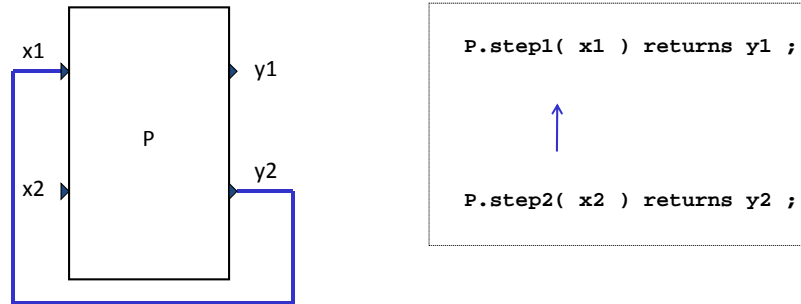 x1
y1
P
x2
y2
P.step1( x1 ) returns y1 ;
P.step2( x2 ) returns y2 ;